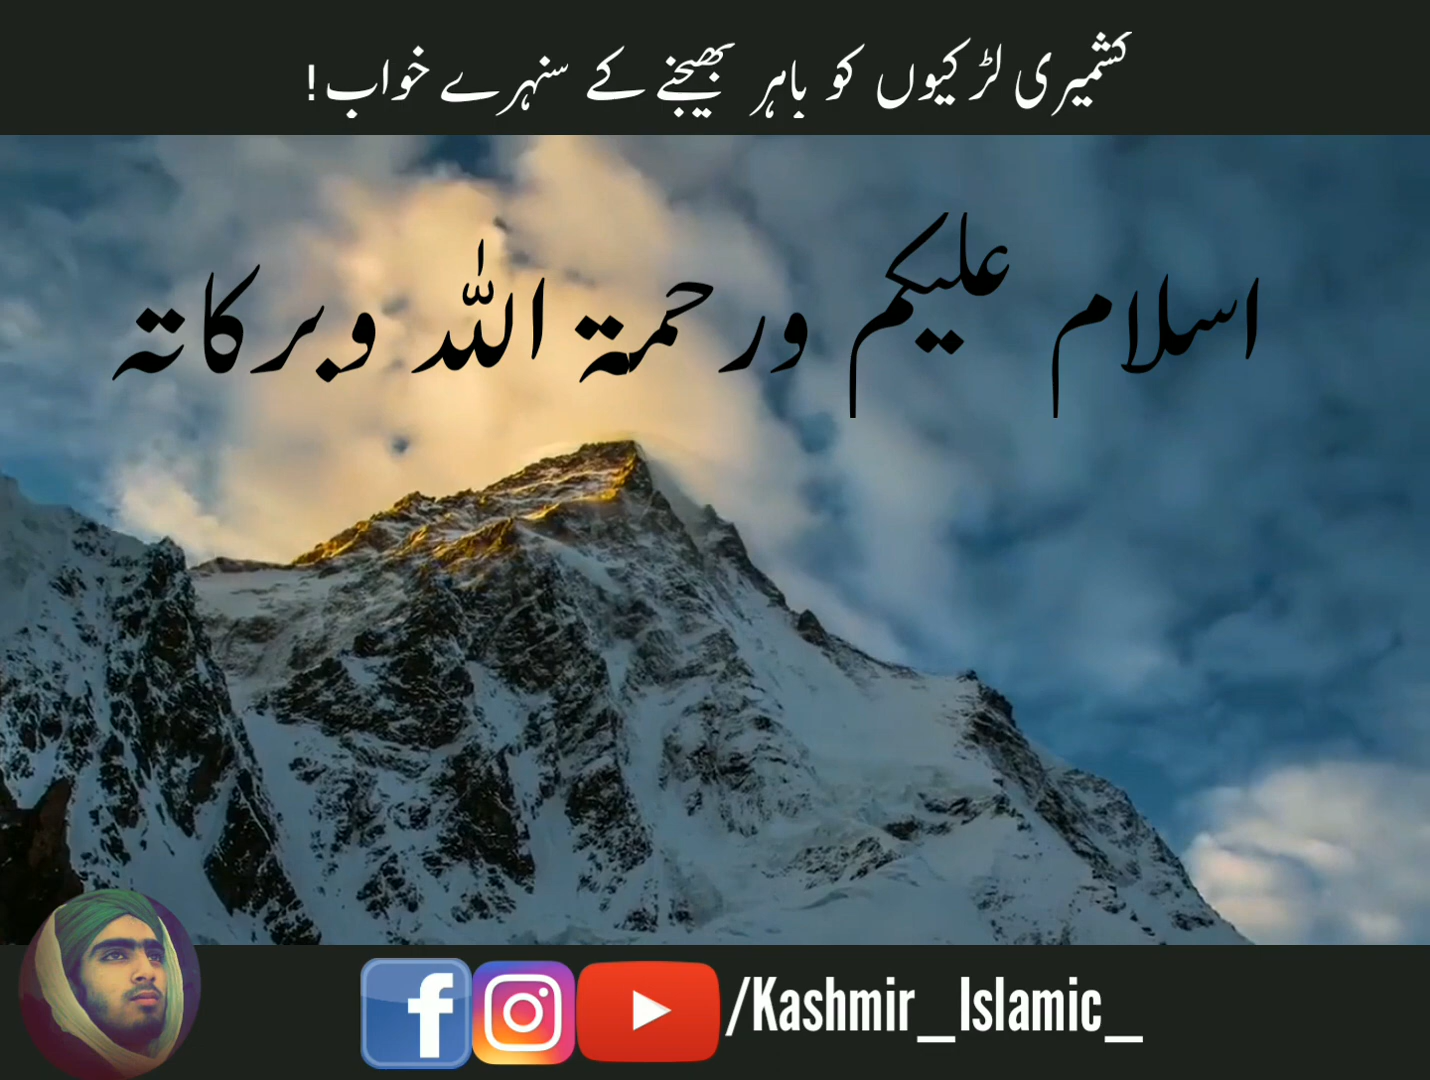 کشمیری لڑکیوں کو باہر بھیجنے کے سنہرے خواب!
اسلام علیکم ورحمۃ اللہ وبرکاتہ
/Kashmir_Islamic_